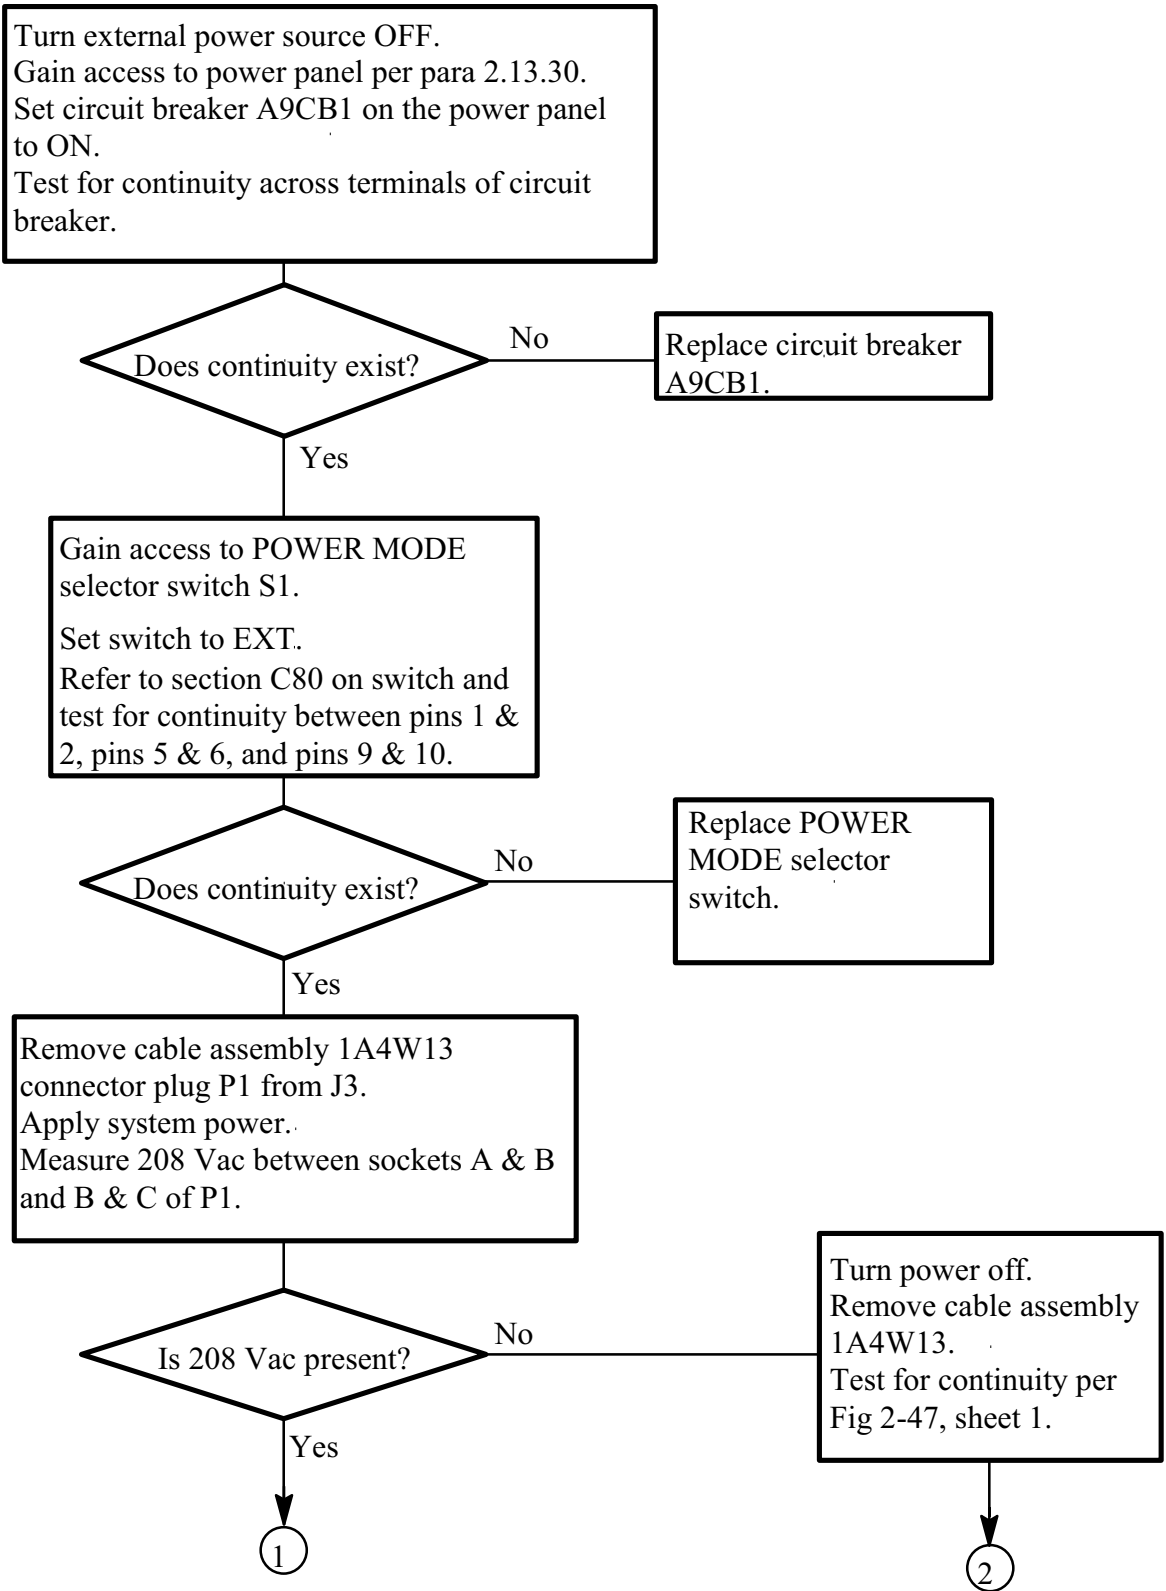 Turn external power source OFF.
Gain access to power panel per para 2.13.30.
Set circuit breaker A9CB1 on the power panel
to ON.
Test for continuity across terminals of circuit
breaker.
Does continuity exist?
No
Replace circuit breaker
A9CB1.
Yes
Gain access to POWER MODE
selector switch S1.
Set switch to EXT.
Refer to section C80 on switch and
test for continuity between pins 1 &
2, pins 5 & 6, and pins 9 & 10.
Does continuity exist?
No
Replace POWER
MODE selector
switch.
Yes
Remove cable assembly 1A4W13
connector plug P1 from J3.
Apply system power.
Measure 208 Vac between sockets A & B
and B & C of P1.
Is 208 Vac present?
No
Turn power off.
Remove cable assembly
1A4W13.
Test for continuity per
Fig 2-47, sheet 1.
Yes
1
2